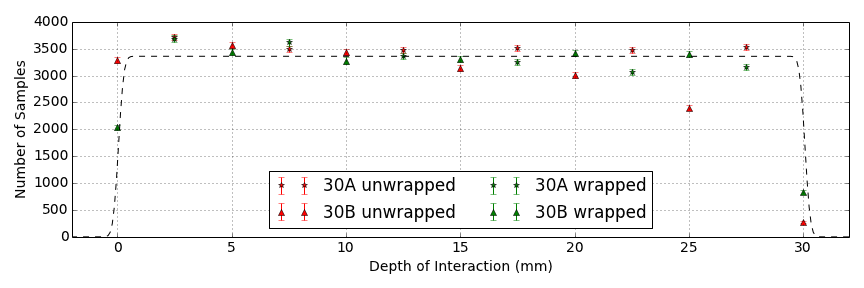 4000
3500
3000
2500
2000
1500
1000
500
0
Number of Samples
30A unwrapped 30A wrapped
30B unwrapped 30B wrapped
0 5 10 15 20 25 30
Depth of Interaction (mm)